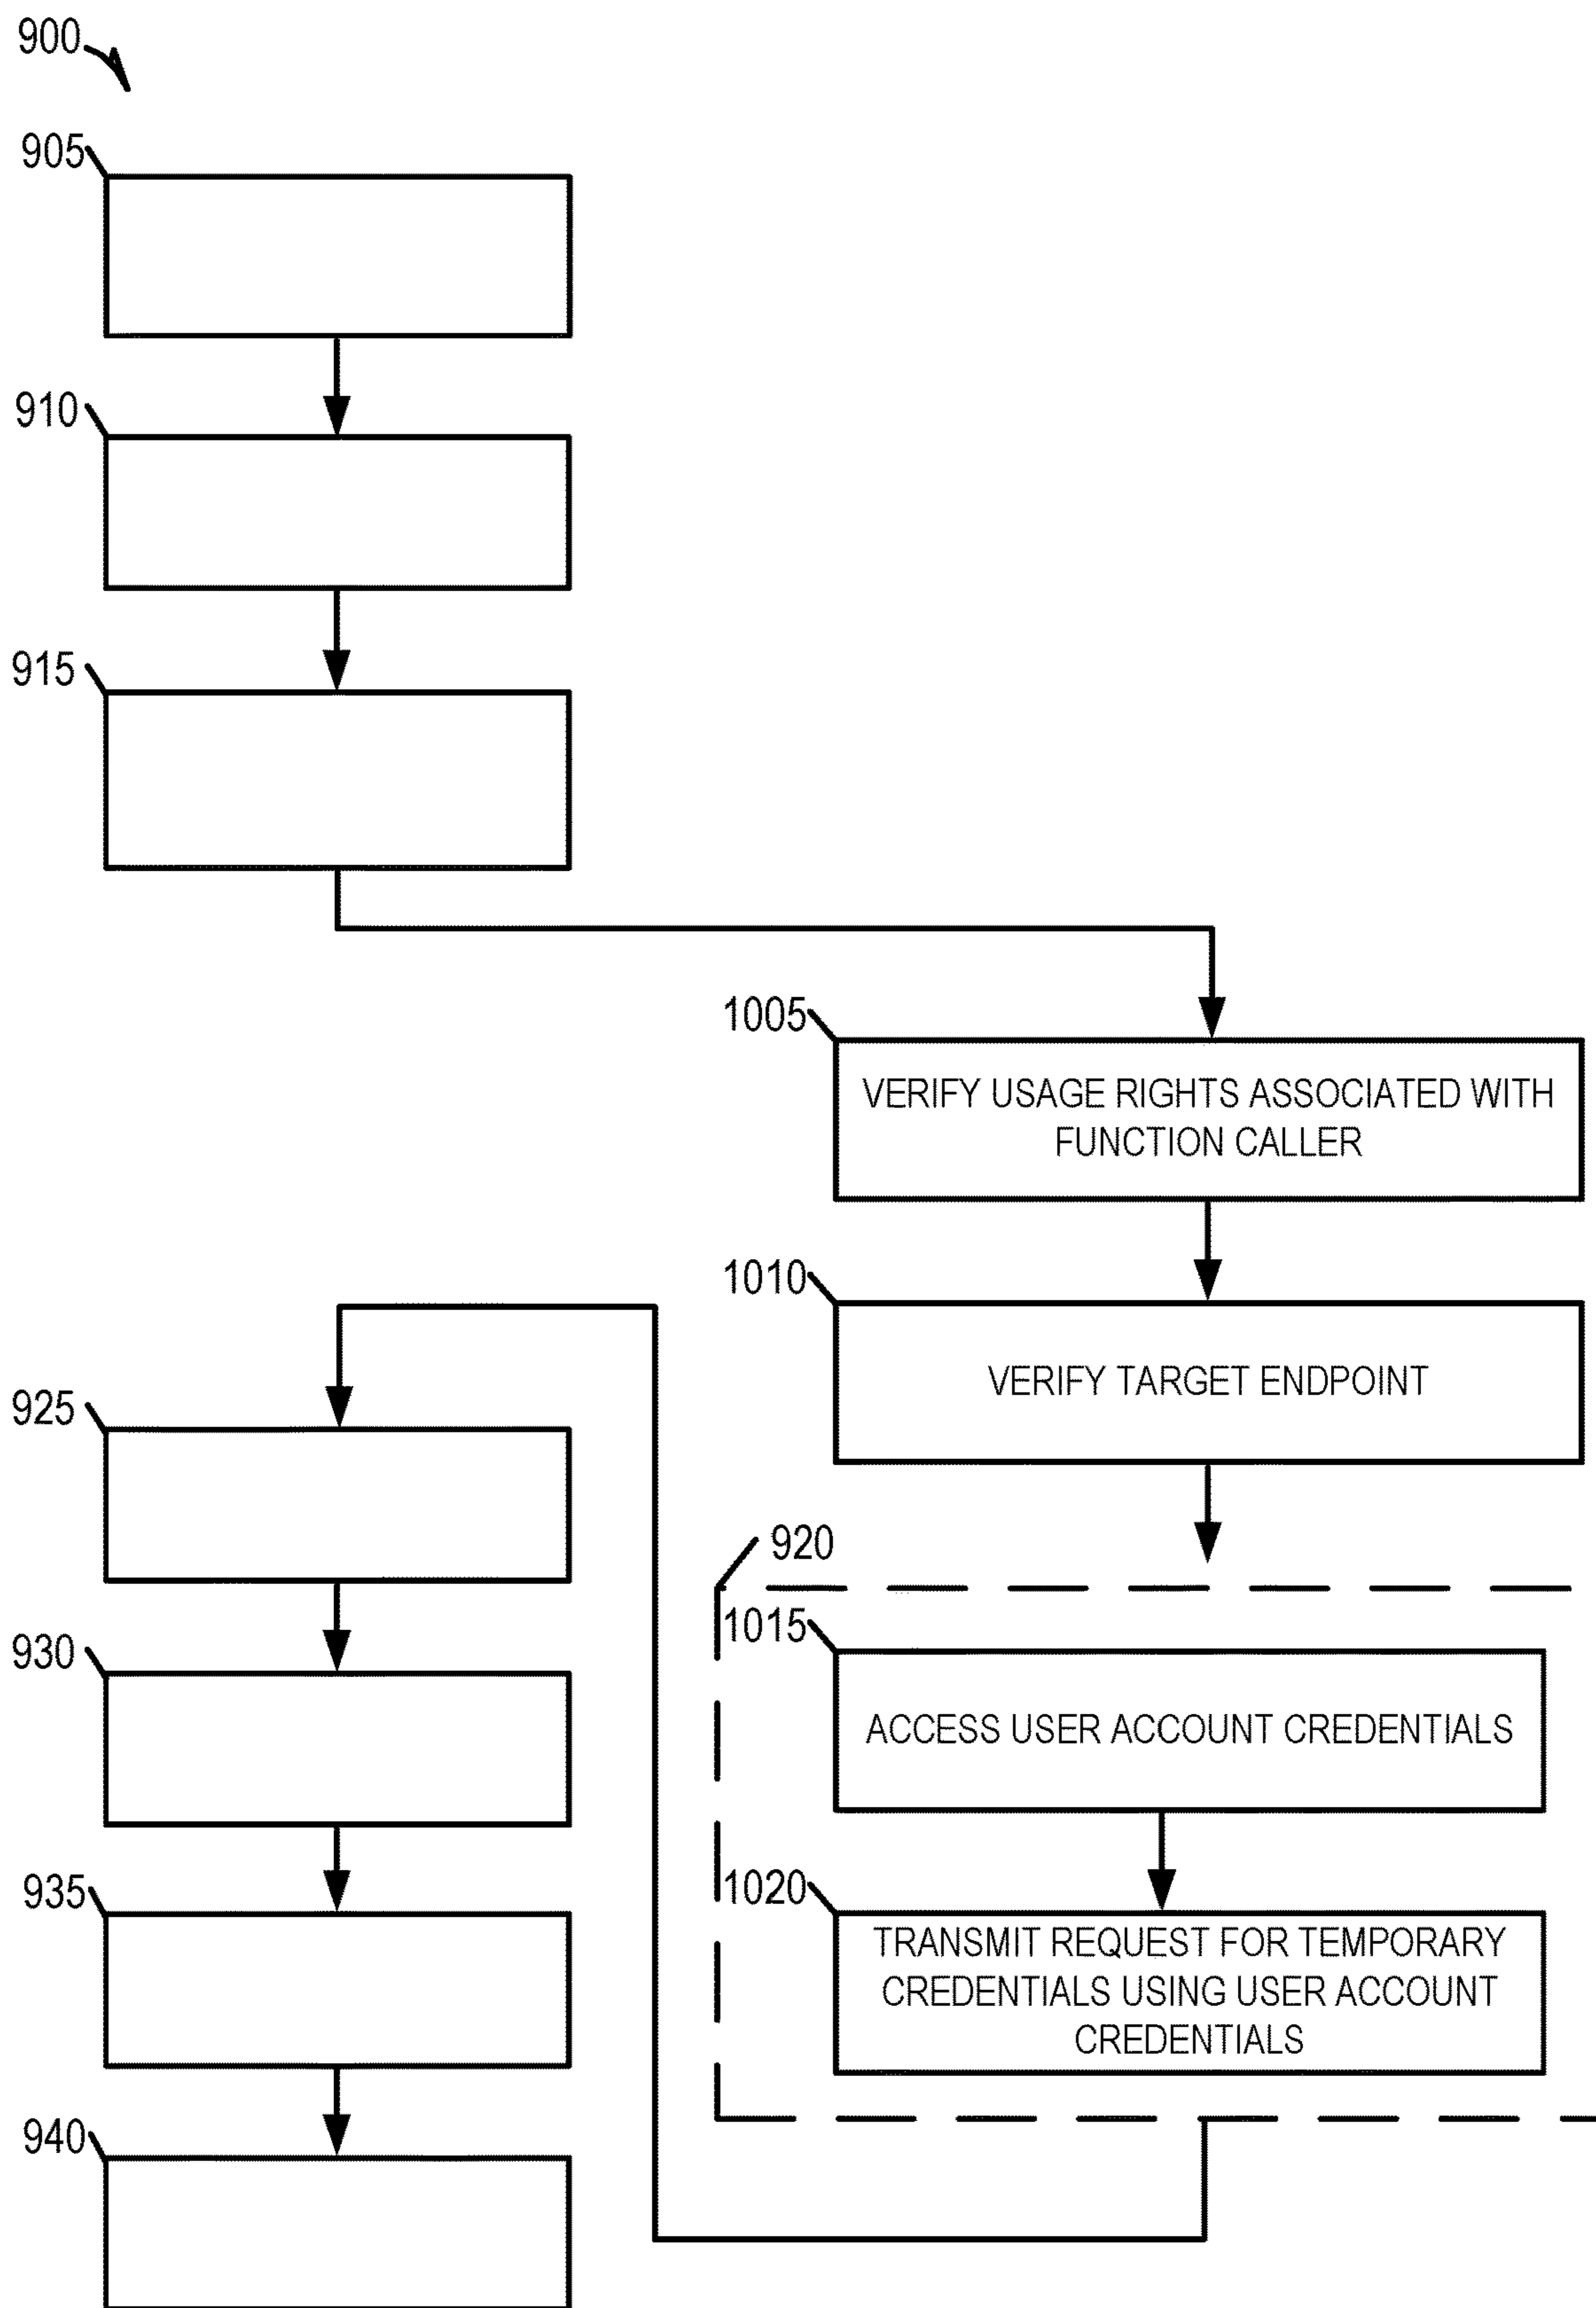 900
905
910
915
1005
VERIFY USAGE RIGHTS ASSOCIATED WITH
FUNCTION CALLER
1010
VERIFY TARGET ENDPOINT
920
1015
ACCESS USER ACCOUNT CREDENTIALS
1020
TRANSMIT REQUEST FOR TEMPORARY
CREDENTIALS USING USER ACCOUNT
CREDENTIALS
925
930
935
940